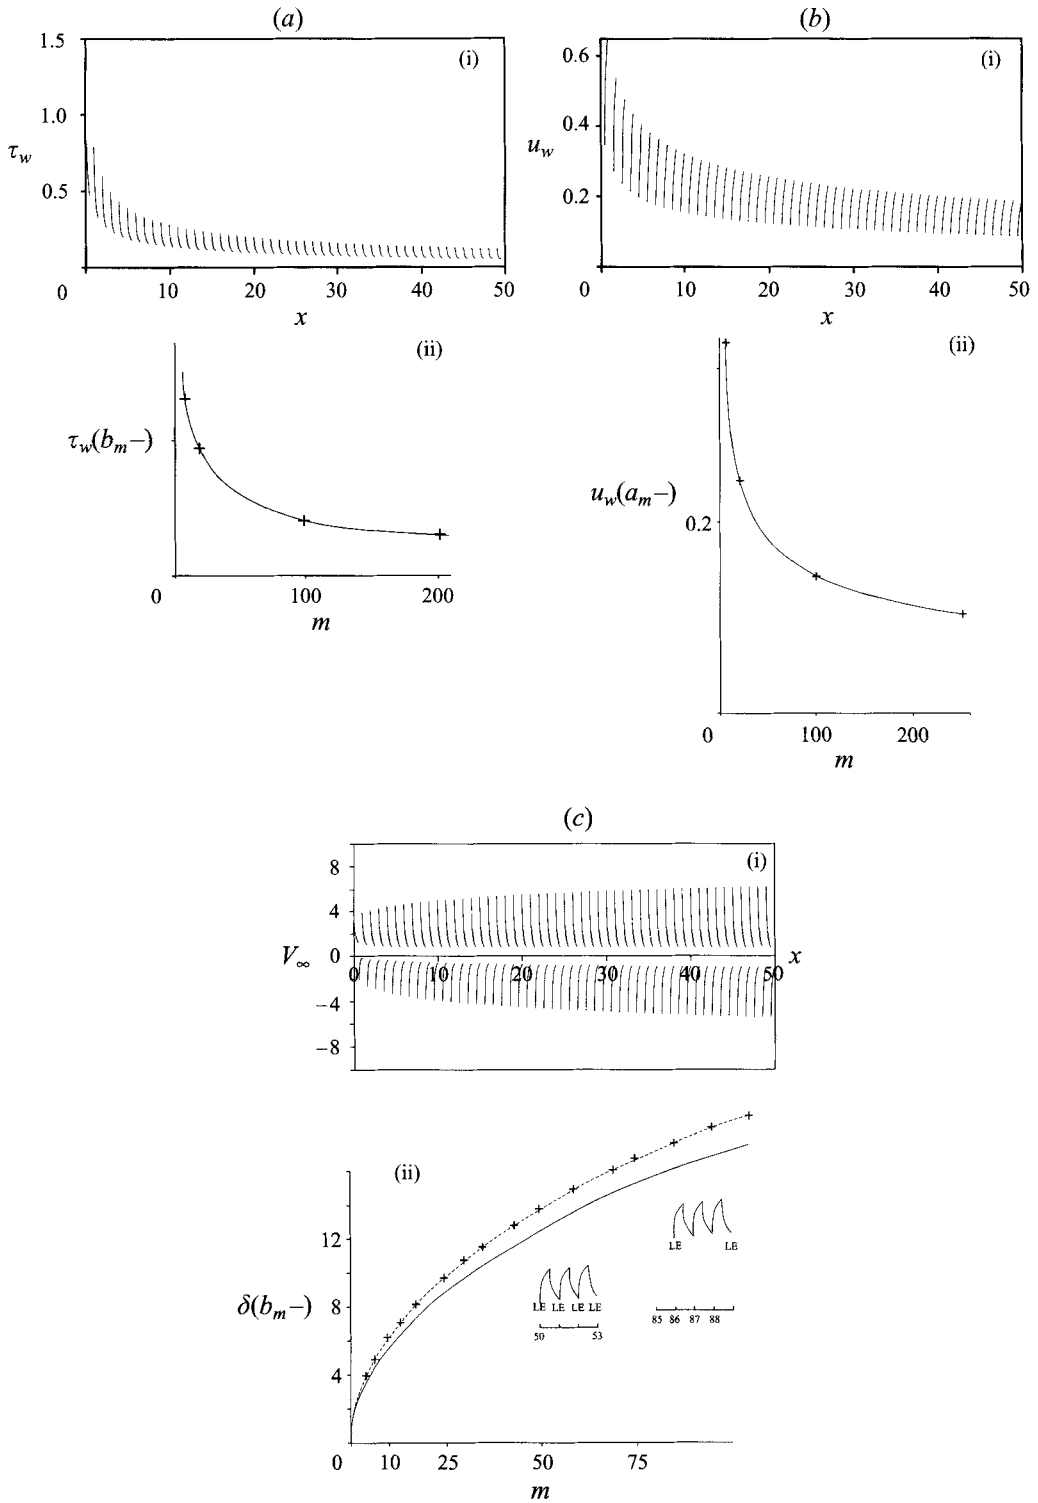 (a)
(i)
1.5
1.0
0.5
τw
0 10 20 30 40 50
x
(b)
(i)
0.6
0.4
0.2
uw
0 10 20 30 40 50
x
(ii)
τw(bm−)
0 100 200
m
(ii)
uw(am−)
0.2
0 100 200
m
(c)
(i)
8
4
0
−4
−8
V∞
0 10 20 30 40 50
x
(ii)
12
8
4
δ(bm−)
LE LE
LE LE LE LE
50 53
85 86 87 88
0 10 25 50 75
m